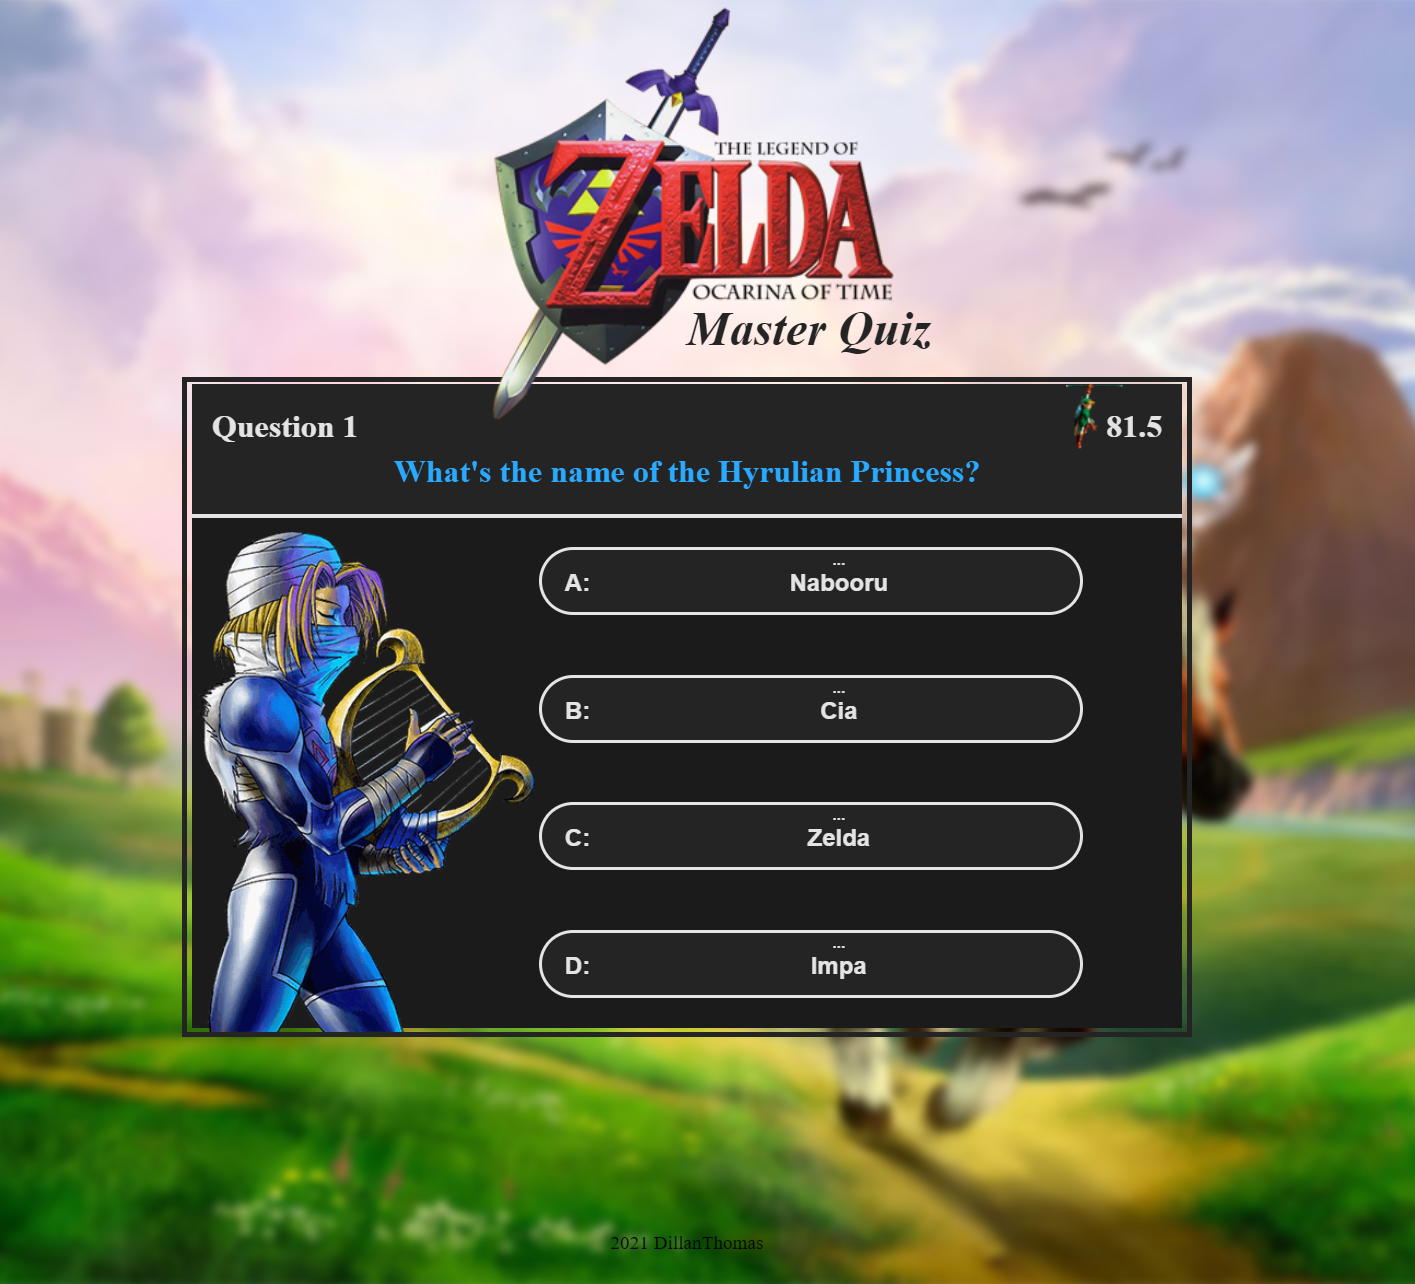 THE LEGEND OF
ZELDA
OCARINA OF TIME
Master Quiz
Question 1
81.5
What's the name of the Hyrulian Princess?
...
A: Nabooru
...
B: Cia
...
C: Zelda
...
D: Impa
2021 DillanThomas